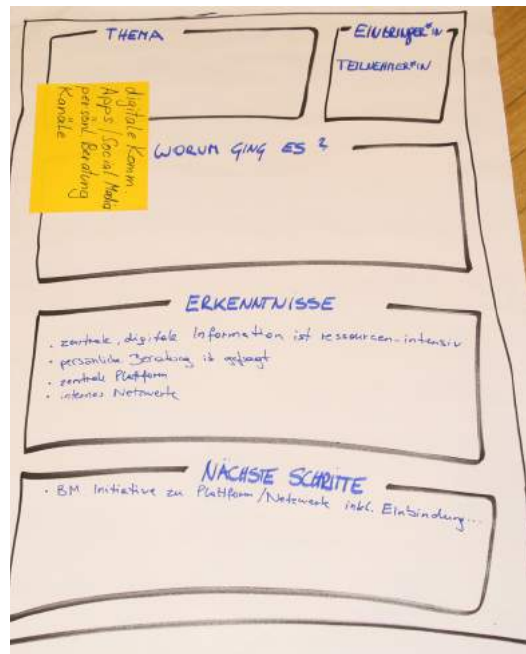 THEMA
EINBRINGER*IN
TEILNEHMER*IN
digitale Komm.
Apps/Social Media
persönl. Beratung
Kanäle
WORUM GING ES?
ERKENNTNISSE
· zentrale, digitale Information ist ressourcen-intensiv
· persönliche Beratung ist gefragt
· zentrale Plattform
· internes Netzwerke
NÄCHSTE SCHRITTE
· BM Initiative zu Plattform/Netzwerke inkl. Einbindung...